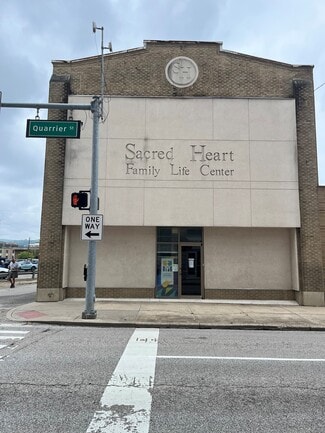 Quarrier St
Sacred Heart
Family Life Center
ONE
WAY